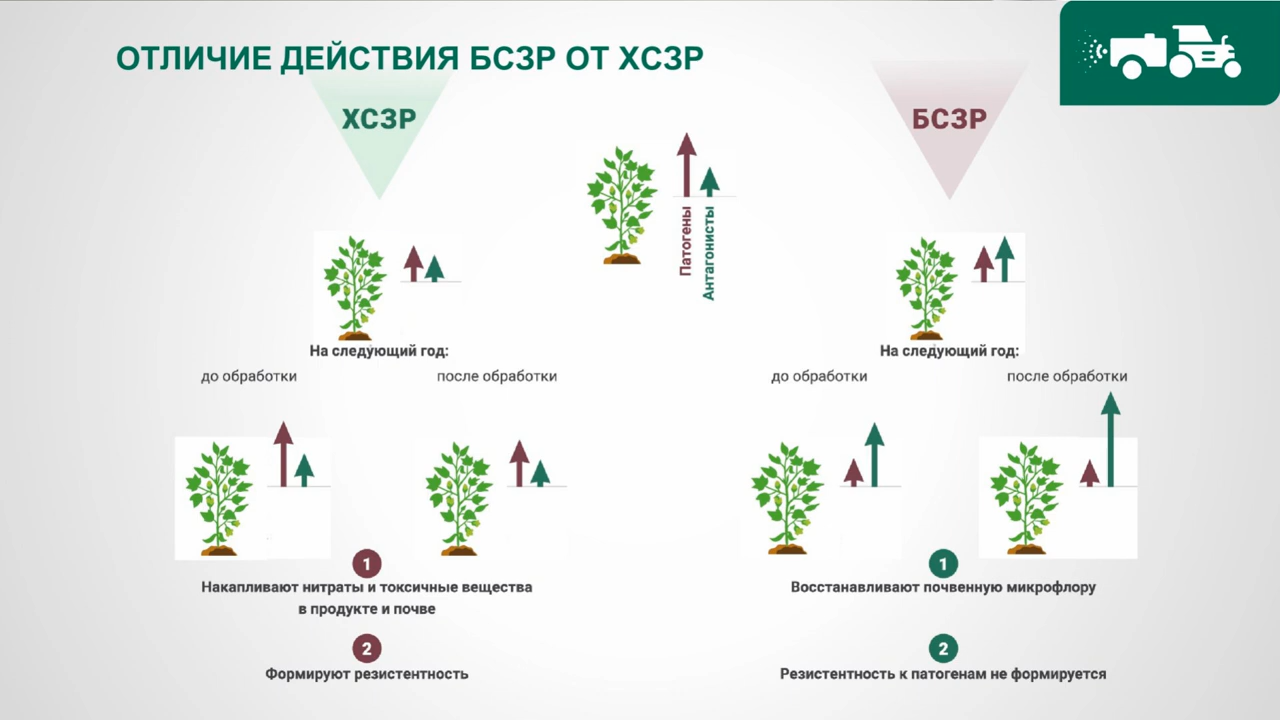 ОТЛИЧИЕ ДЕЙСТВИЯ БСЗР ОТ ХСЗР
ХСЗР
БСЗР
Патогены
Антагонисты
На следующий год:
до обработки
после обработки
На следующий год:
до обработки
после обработки
1
Накапливают нитраты и токсичные вещества
в продукте и почве
2
Формируют резистентность
1
Восстанавливают почвенную микрофлору
2
Резистентность к патогенам не формируется